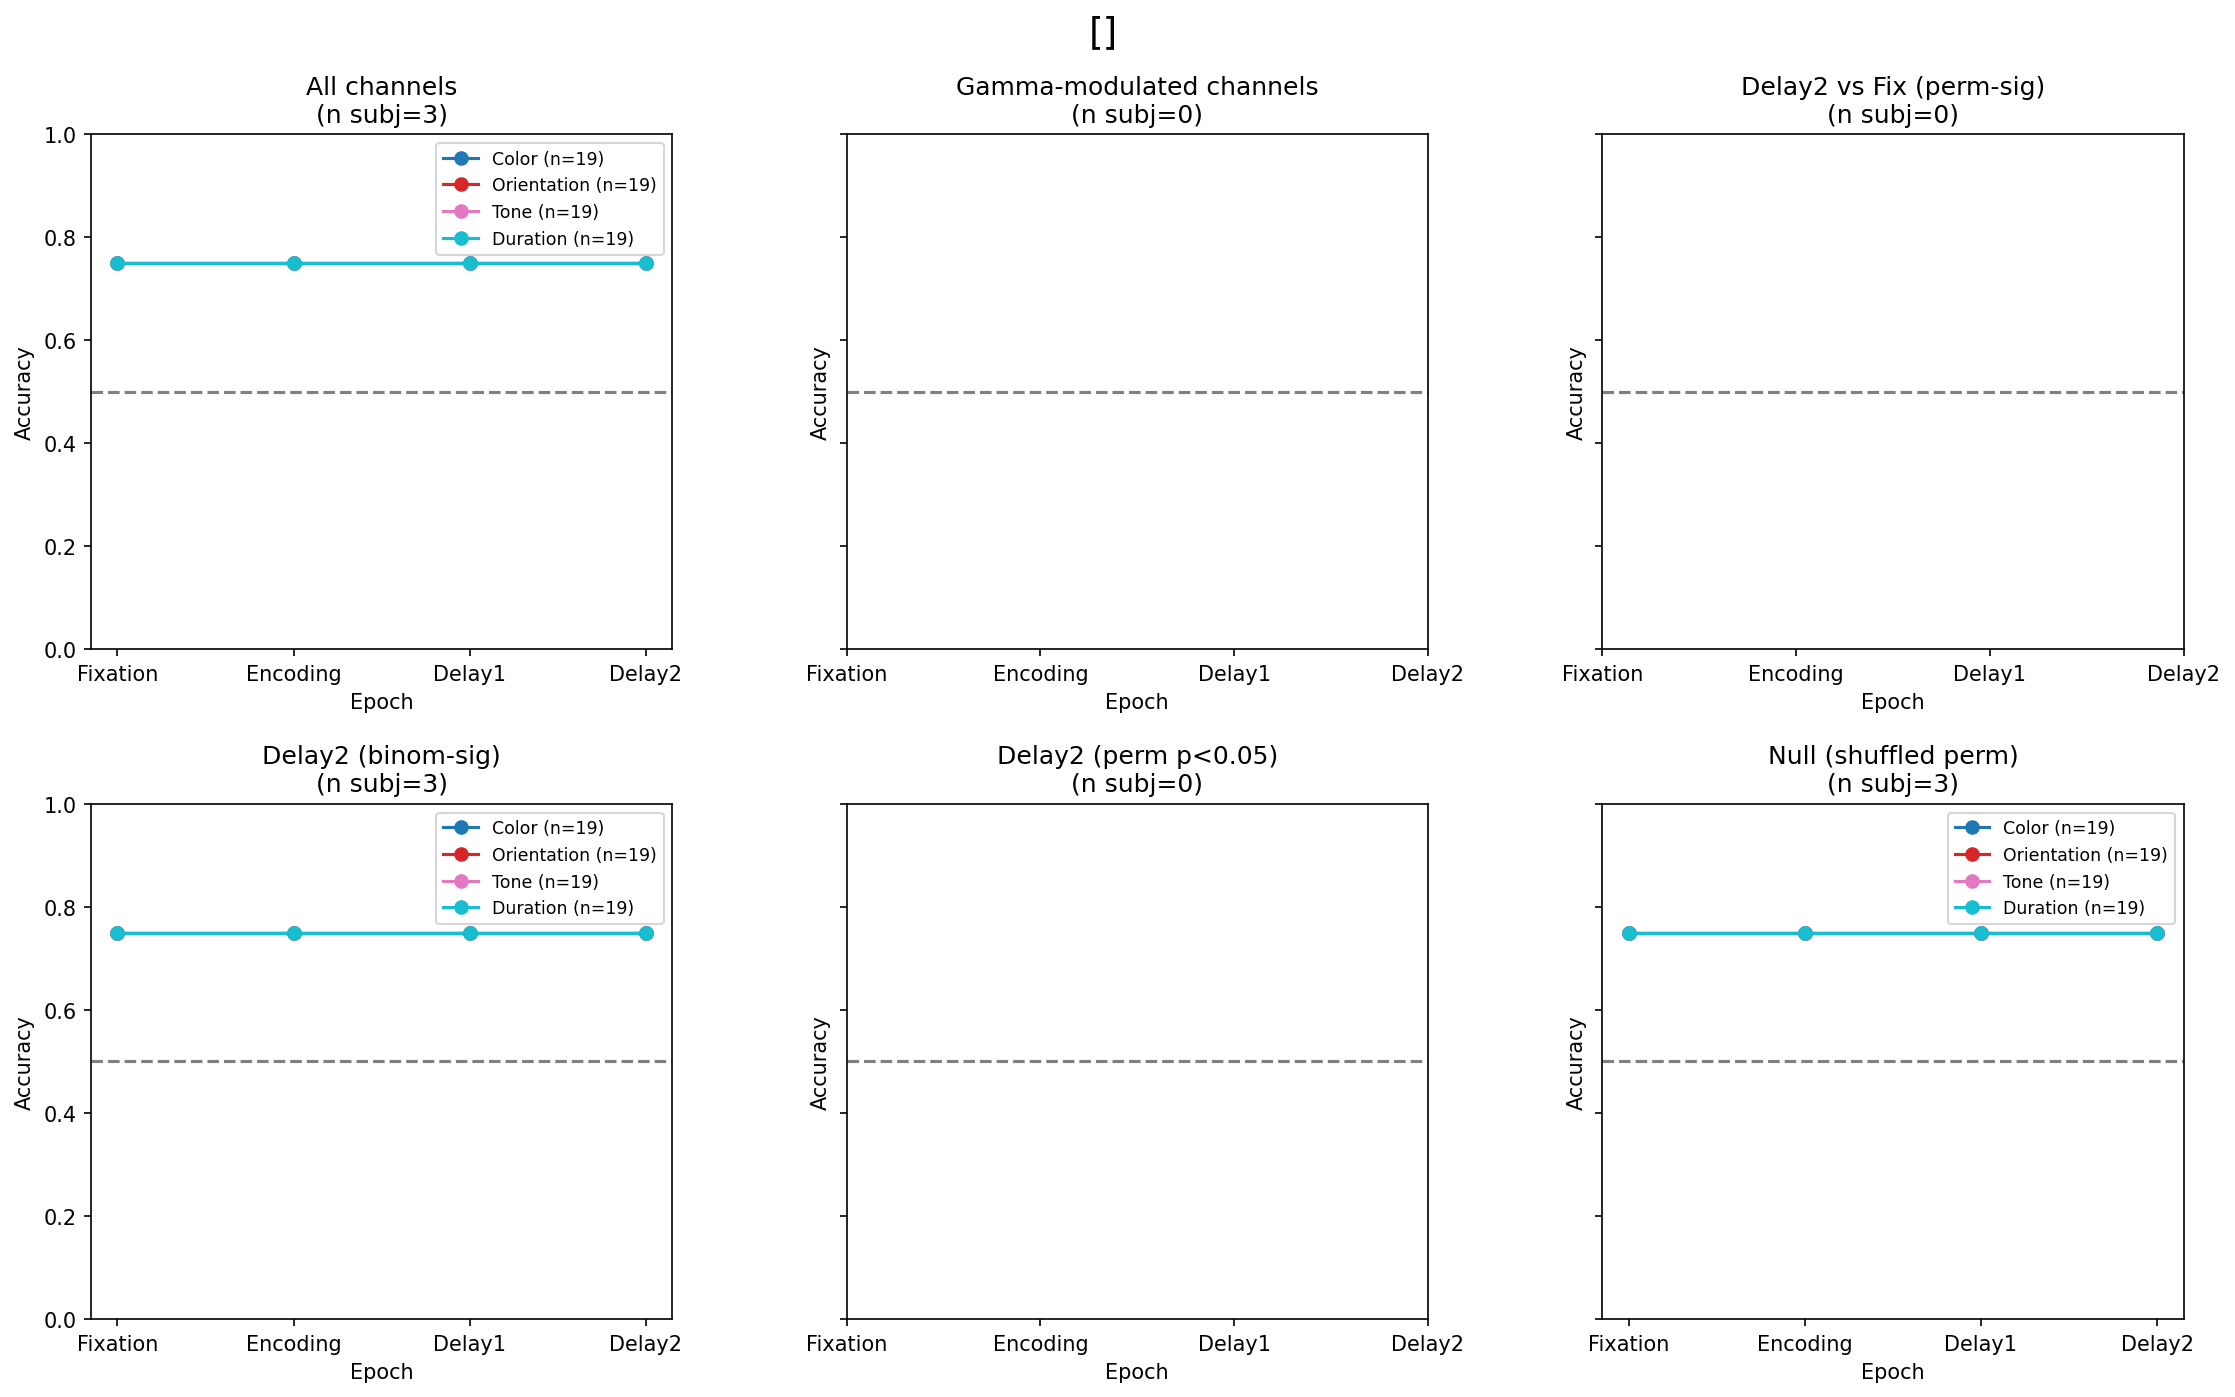 []
All channels
(n subj=3)
Gamma-modulated channels
(n subj=0)
Delay2 vs Fix (perm-sig)
(n subj=0)
1.0
0.8
0.6
0.4
0.2
0.0
Accuracy
Color (n=19)
Orientation (n=19)
Tone (n=19)
Duration (n=19)
Fixation Encoding Delay1 Delay2
Epoch
Accuracy
Fixation Encoding Delay1 Delay2
Epoch
Accuracy
Fixation Encoding Delay1 Delay2
Epoch
Delay2 (binom-sig)
(n subj=3)
Delay2 (perm p<0.05)
(n subj=0)
Null (shuffled perm)
(n subj=3)
1.0
0.8
0.6
0.4
0.2
0.0
Accuracy
Color (n=19)
Orientation (n=19)
Tone (n=19)
Duration (n=19)
Fixation Encoding Delay1 Delay2
Epoch
Accuracy
Fixation Encoding Delay1 Delay2
Epoch
Accuracy
Color (n=19)
Orientation (n=19)
Tone (n=19)
Duration (n=19)
Fixation Encoding Delay1 Delay2
Epoch